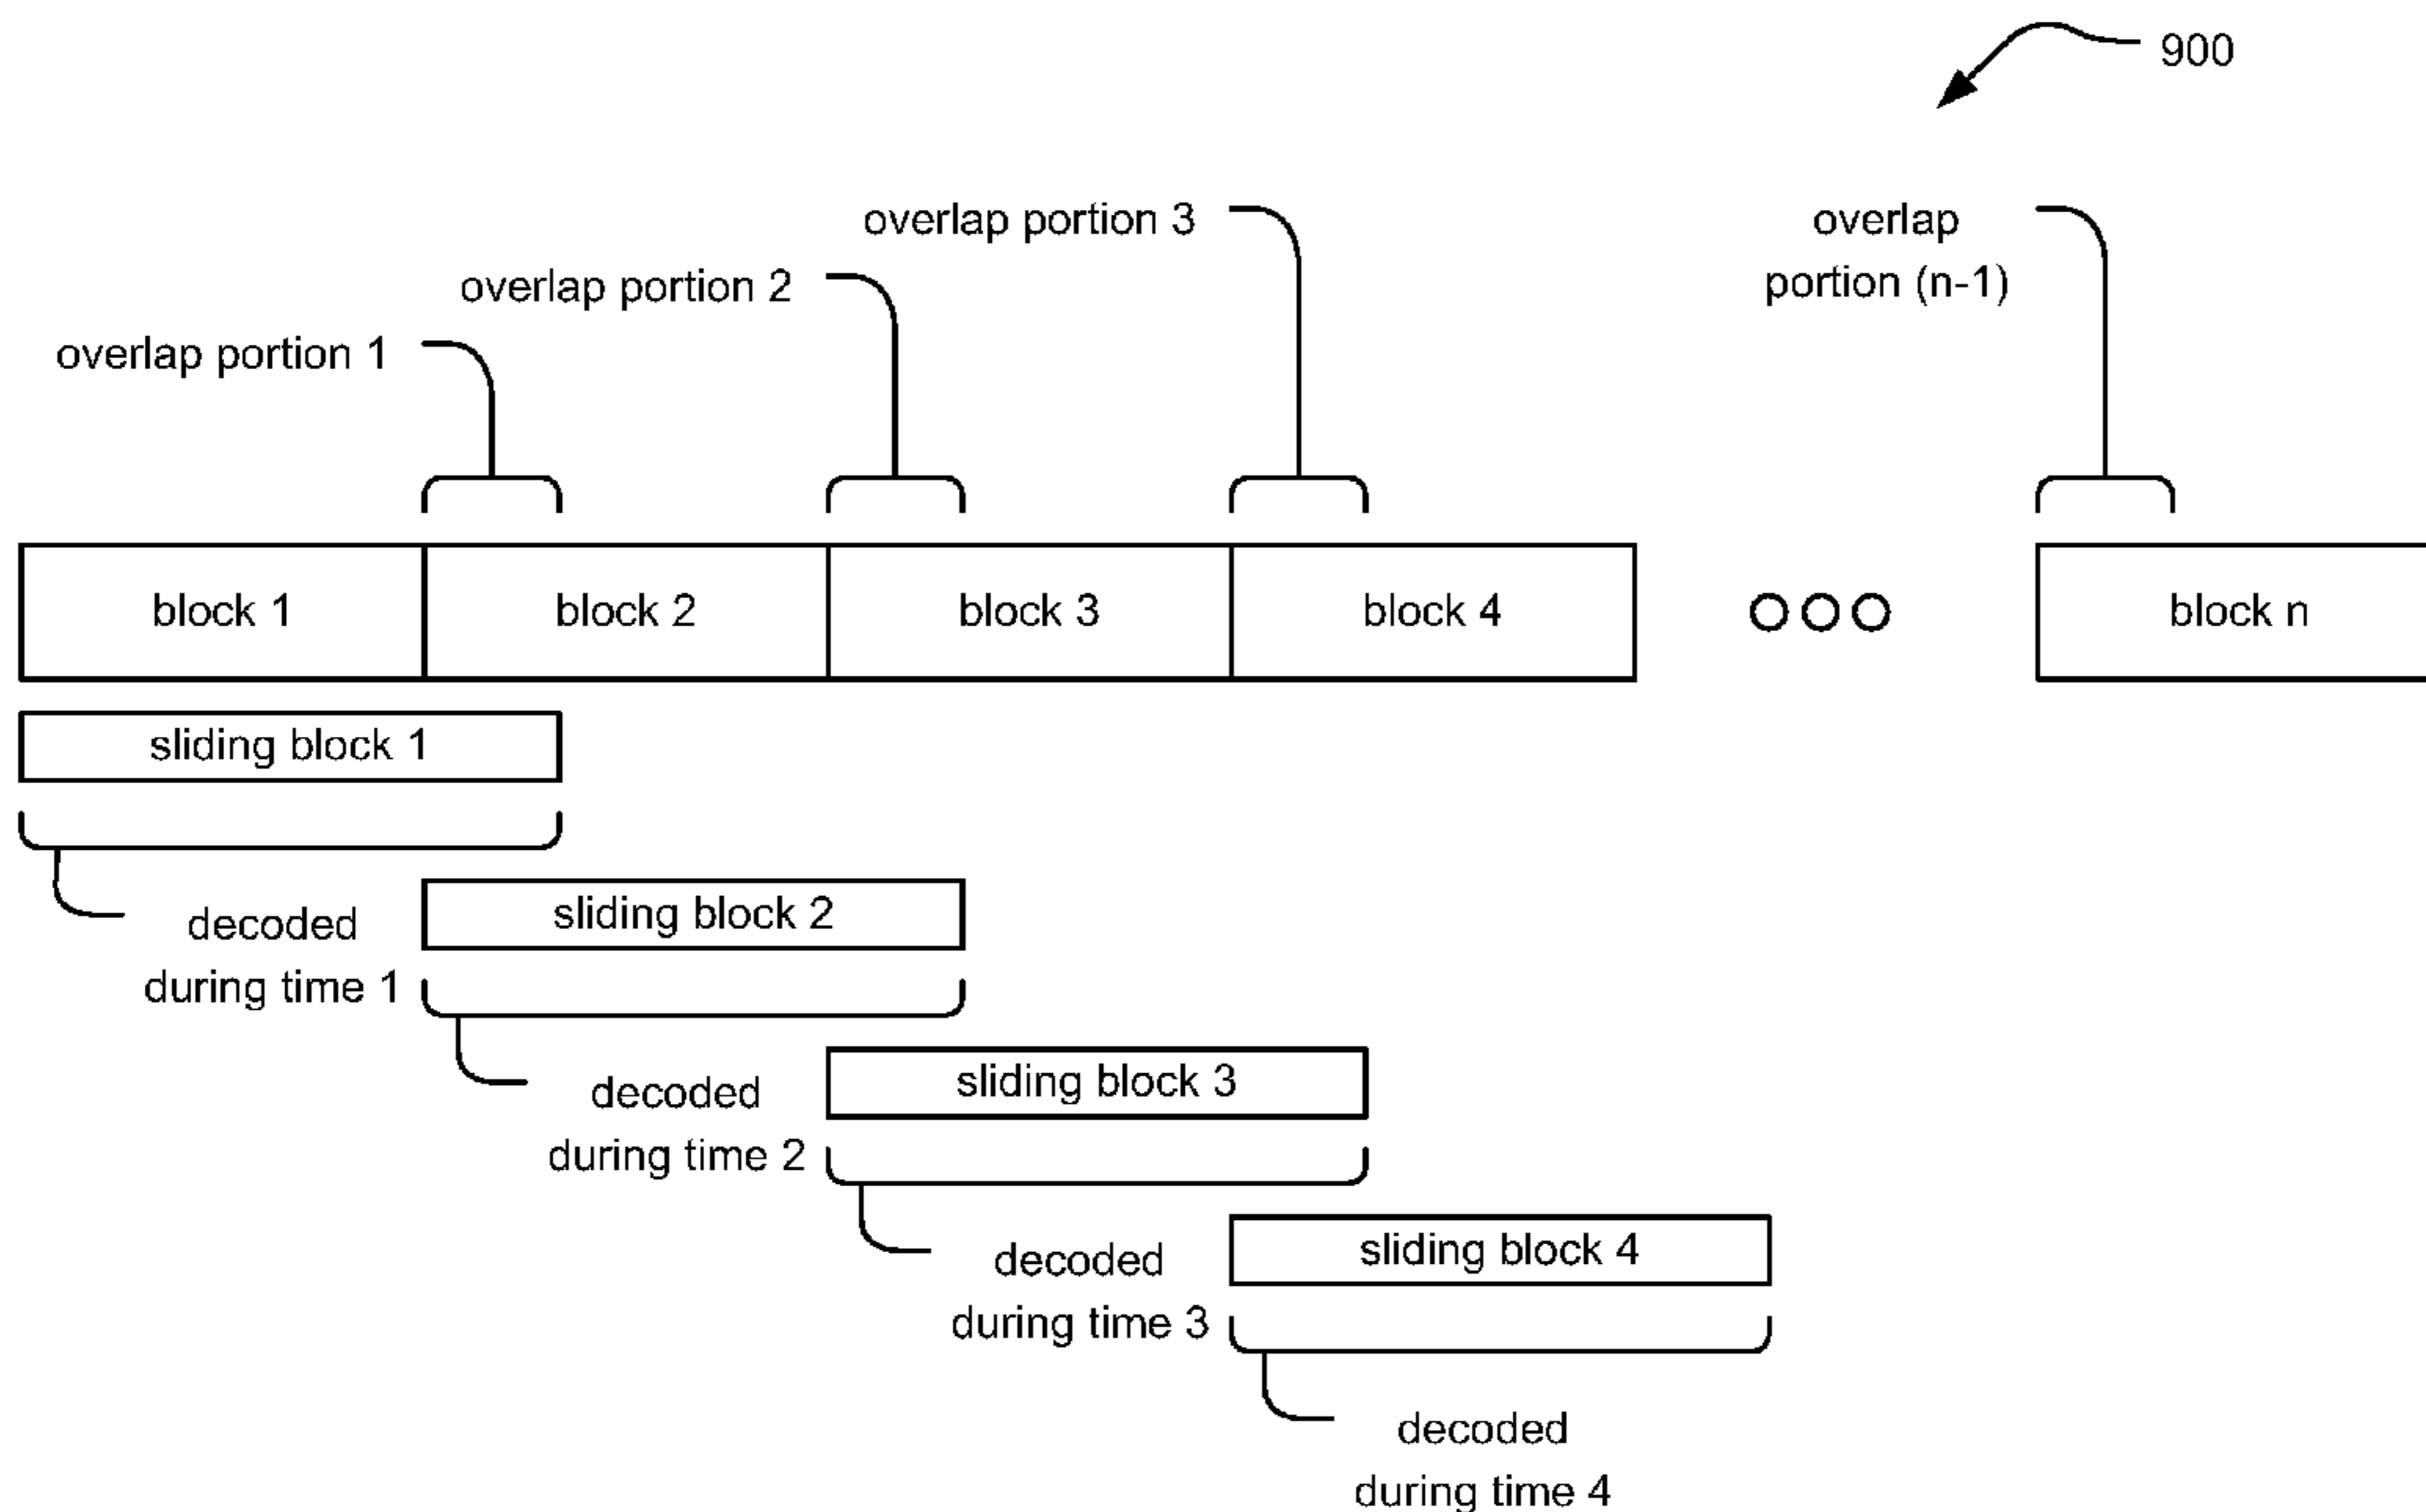 900
overlap portion 3
overlap
portion (n-1)
overlap portion 2
overlap portion 1
block 1
block 2
block 3
block 4
block n
sliding block 1
decoded
during time 1
sliding block 2
decoded
during time 2
sliding block 3
decoded
during time 3
sliding block 4
decoded
during time 4